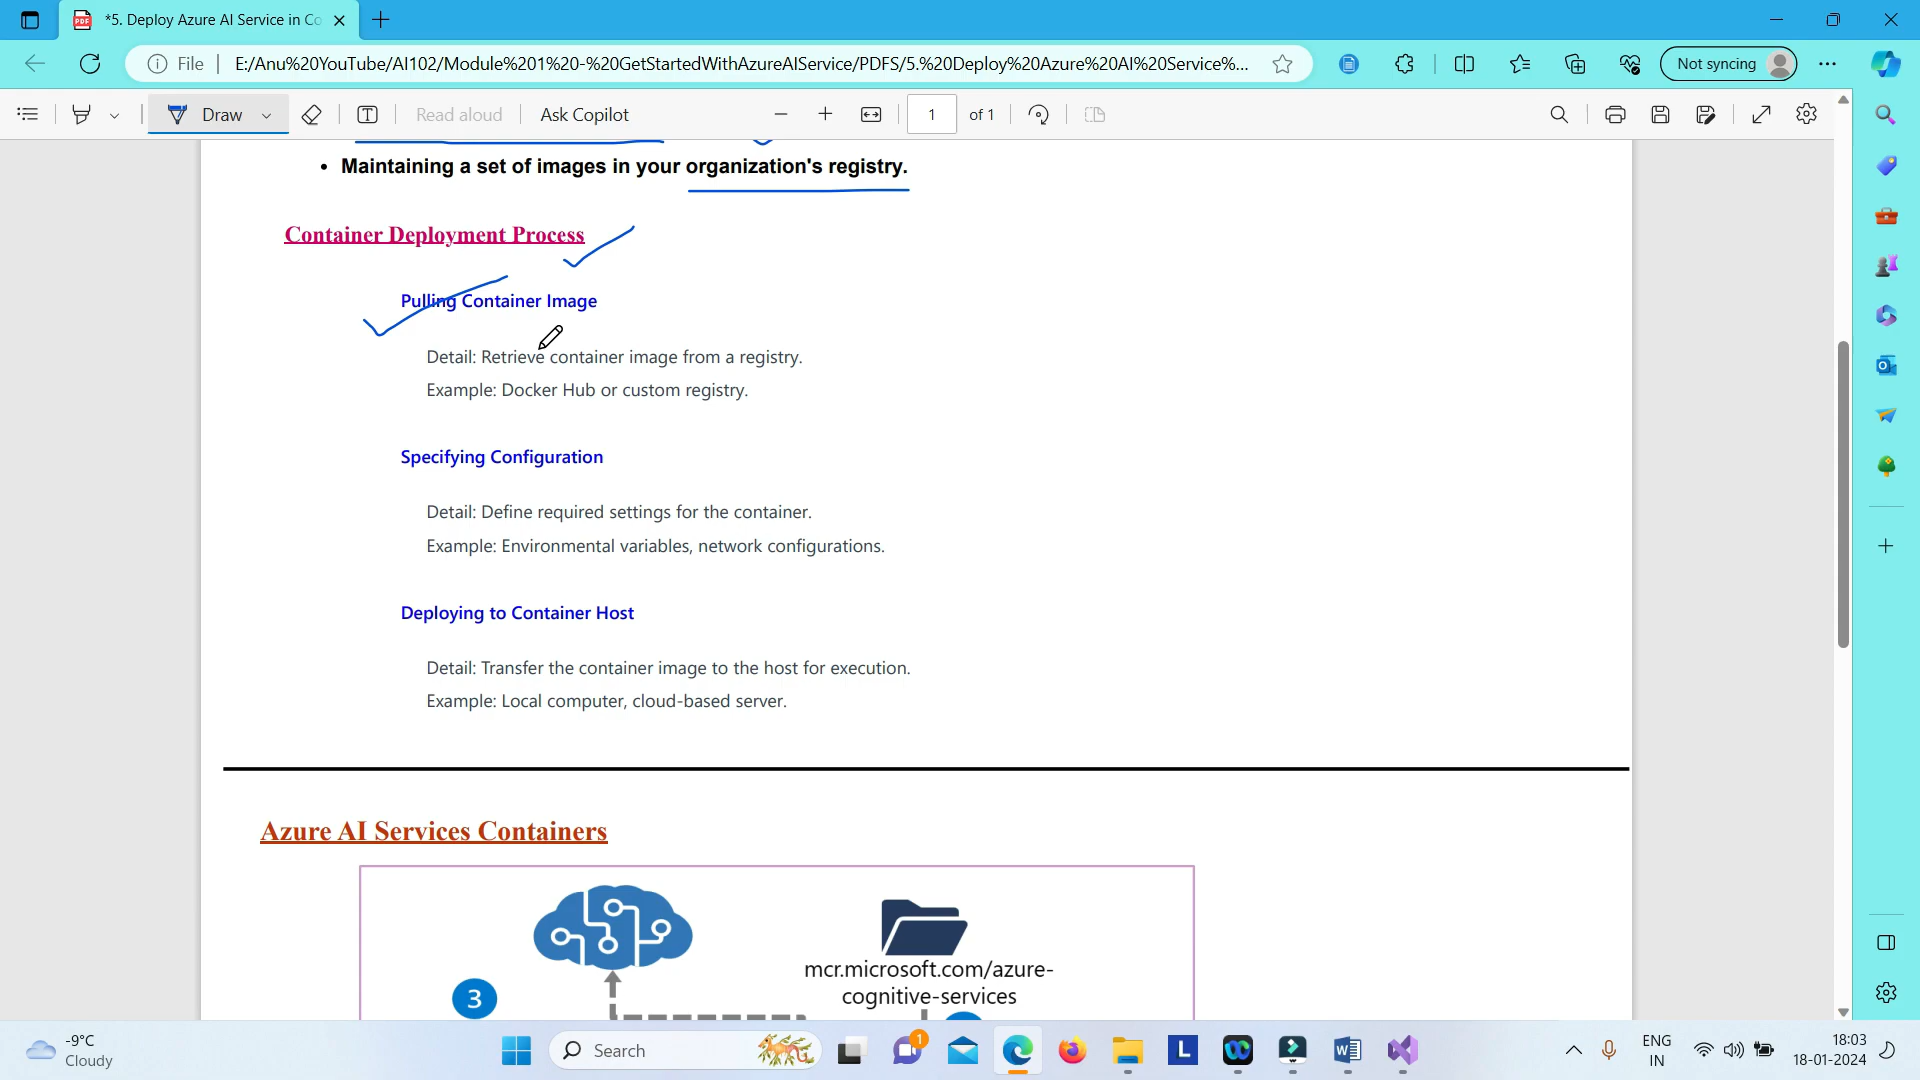 *5. Deploy Azure AI Service in Co
File
E:/Anu%20YouTube/AI102/Module%201%20-%20GetStartedWithAzureAIService/PDFS/5.%20Deploy%20Azure%20AI%20Service%...
Not syncing
Draw
Read aloud
Ask Copilot
1
of 1
• Maintaining a set of images in your organization's registry.
Container Deployment Process
Pulling Container Image
Detail: Retrieve container image from a registry.
Example: Docker Hub or custom registry.
Specifying Configuration
Detail: Define required settings for the container.
Example: Environmental variables, network configurations.
Deploying to Container Host
Detail: Transfer the container image to the host for execution.
Example: Local computer, cloud-based server.
Azure AI Services Containers
mcr.microsoft.com/azure-
cognitive-services
3
-9°C
Cloudy
Search
1
L
ENG
IN
18:03
18-01-2024